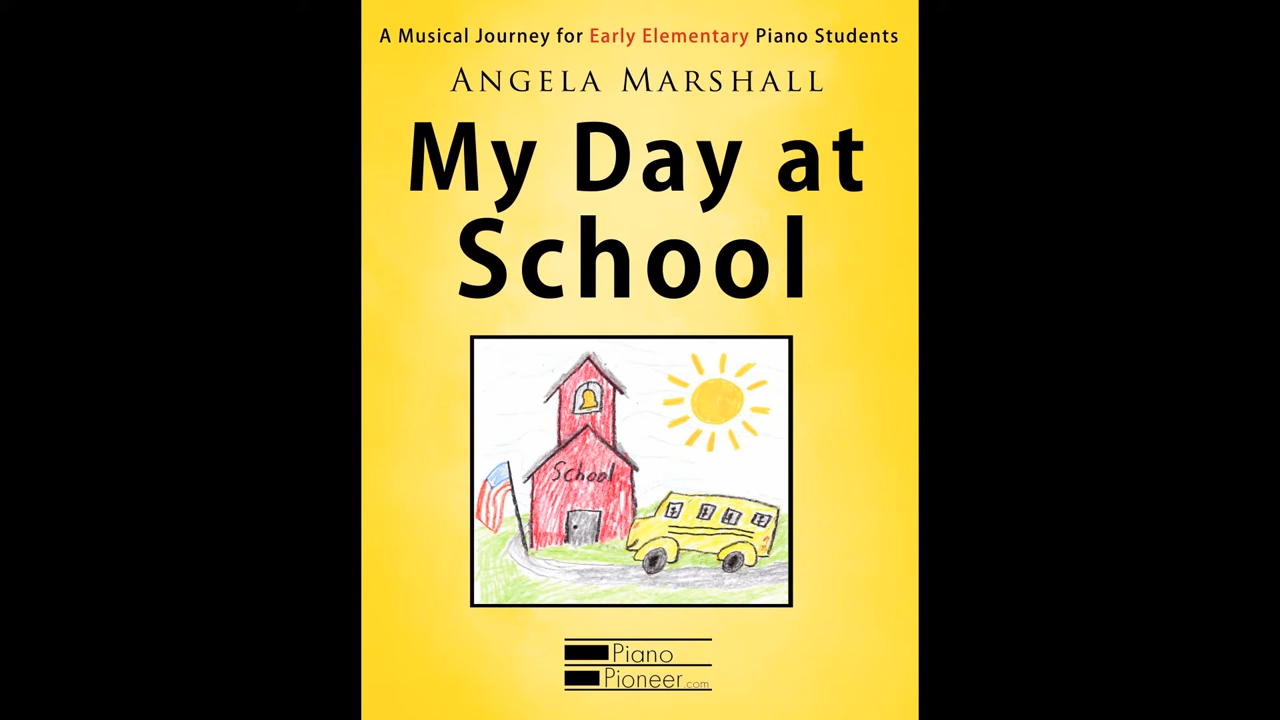 A Musical Journey for Early Elementary Piano Students
ANGELA MARSHALL
My Day at
School
School
Piano
Pioneer.com